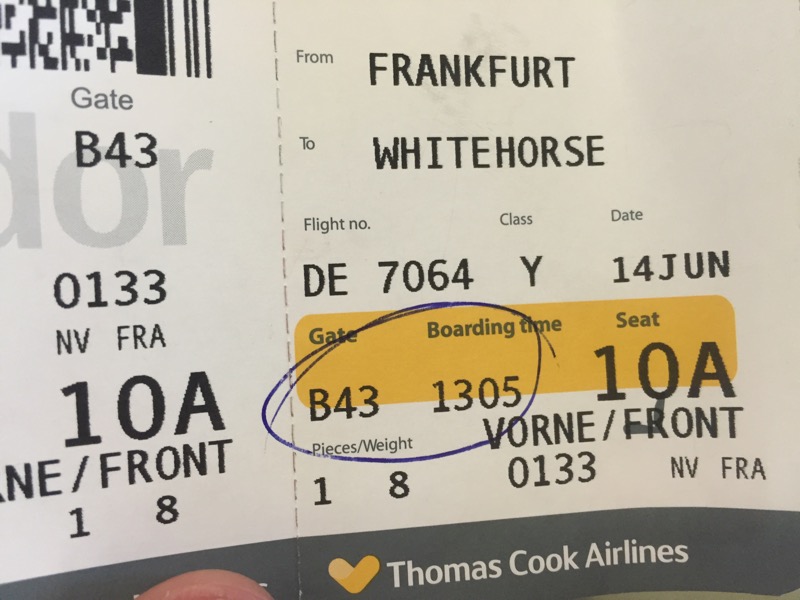 Gate
B43
dor
0133
NV FRA
10A
NE/FRONT
1 8
From FRANKFURT
To WHITEHORSE
Flight no. Class Date
DE 7064 Y 14JUN
Gate Boarding time Seat
B43 1305 10A
VORNE/FRONT
Pieces/Weight
1 8 0133 NV FRA
Thomas Cook Airlines